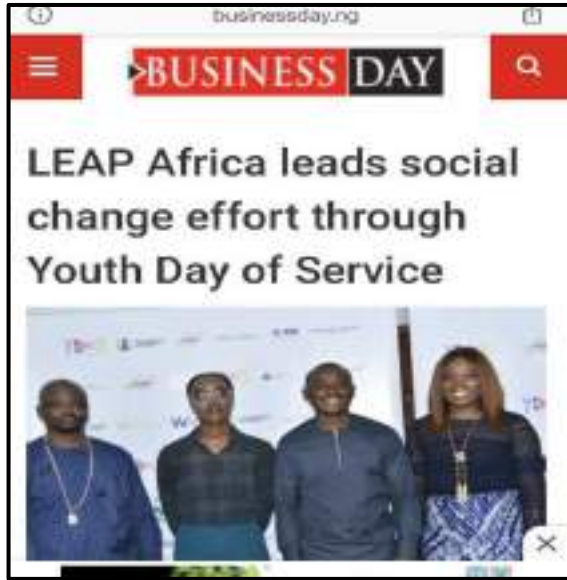 businessday.ng
BUSINESS DAY
LEAP Africa leads social
change effort through
Youth Day of Service